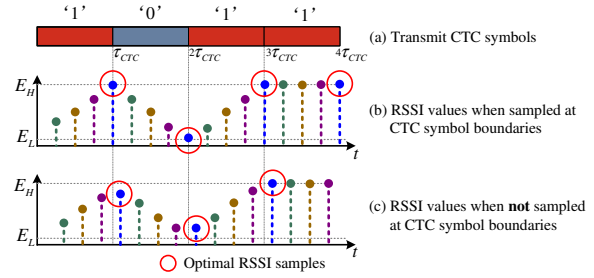 ‘1’ ‘0’ ‘1’ ‘1’
(a) Transmit CTC symbols
τCTC 2τCTC 3τCTC 4τCTC
EH
(b) RSSI values when sampled at
CTC symbol boundaries
EL
t
EH
(c) RSSI values when not sampled
at CTC symbol boundaries
EL
t
Optimal RSSI samples